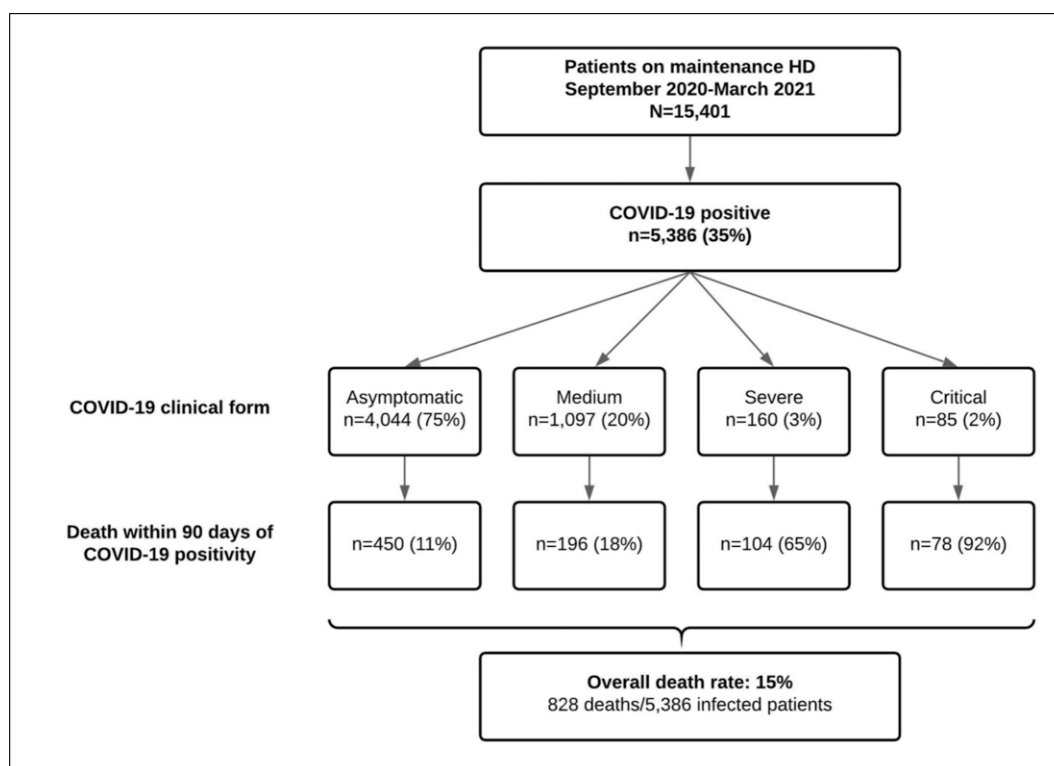 Patients on maintenance HD
September 2020-March 2021
N=15,401
COVID-19 positive
n=5,386 (35%)
COVID-19 clinical form
Asymptomatic
n=4,044 (75%)
Medium
n=1,097 (20%)
Severe
n=160 (3%)
Critical
n=85 (2%)
Death within 90 days of
COVID-19 positivity
n=450 (11%)
n=196 (18%)
n=104 (65%)
n=78 (92%)
Overall death rate: 15%
828 deaths/5,386 infected patients